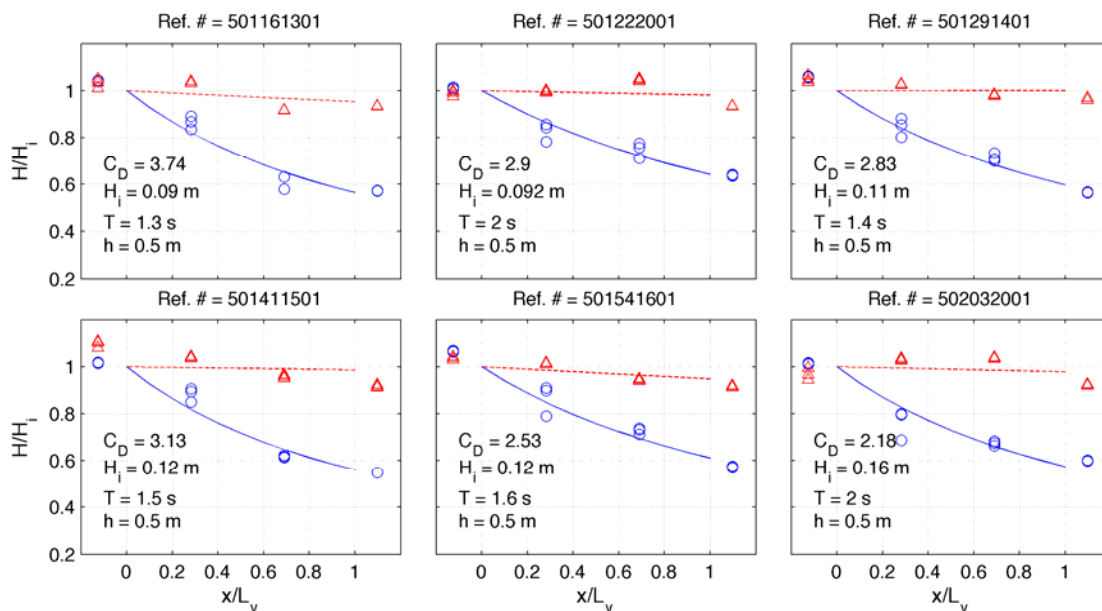 Ref. # = 501161301
Ref. # = 501222001
Ref. # = 501291401
H/H_i
1
0.8
0.6
0.4
0.2
C_D = 3.74
H_i = 0.09 m
T = 1.3 s
h = 0.5 m
C_D = 2.9
H_i = 0.092 m
T = 2 s
h = 0.5 m
C_D = 2.83
H_i = 0.11 m
T = 1.4 s
h = 0.5 m
Ref. # = 501411501
Ref. # = 501541601
Ref. # = 502032001
H/H_i
1
0.8
0.6
0.4
0.2
C_D = 3.13
H_i = 0.12 m
T = 1.5 s
h = 0.5 m
C_D = 2.53
H_i = 0.12 m
T = 1.6 s
h = 0.5 m
C_D = 2.18
H_i = 0.16 m
T = 2 s
h = 0.5 m
0 0.2 0.4 0.6 0.8 1
0 0.2 0.4 0.6 0.8 1
0 0.2 0.4 0.6 0.8 1
x/L_v
x/L_v
x/L_v